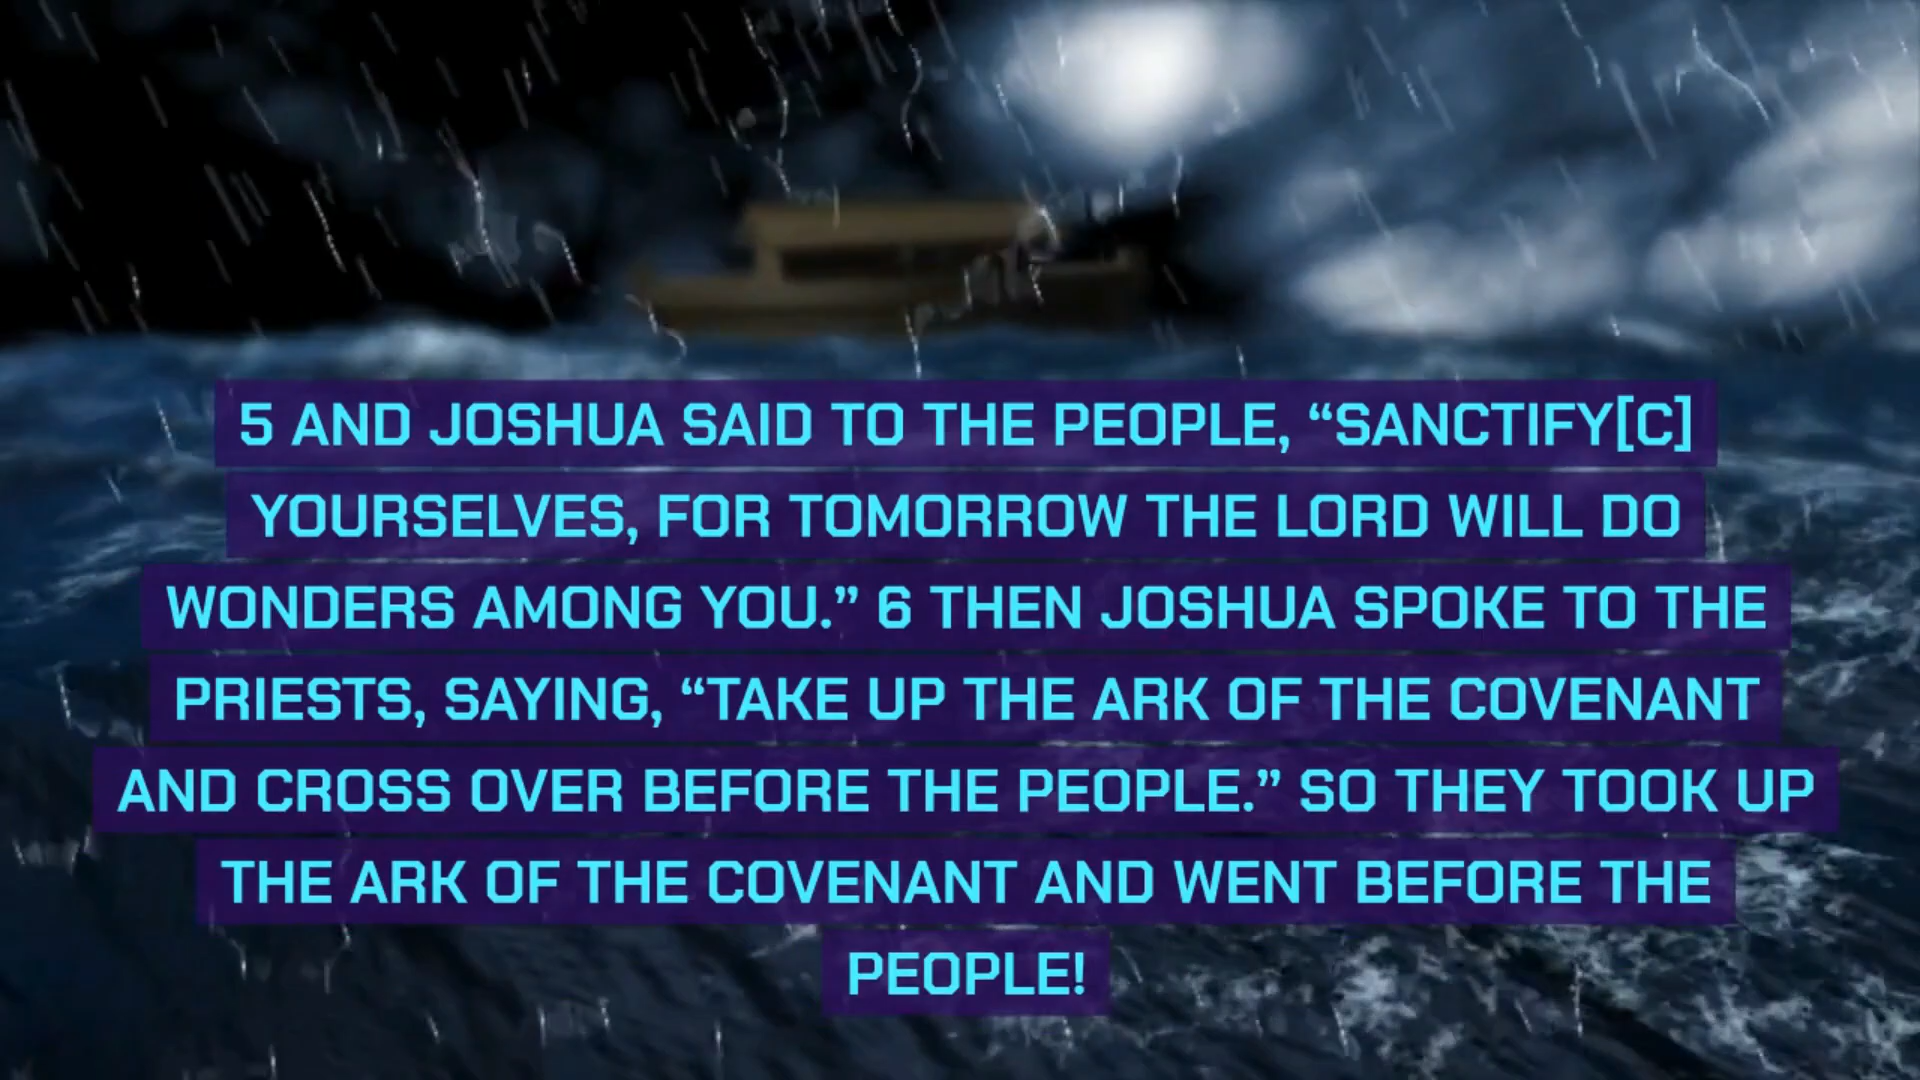 5 AND JOSHUA SAID TO THE PEOPLE, “SANCTIFY[C]
YOURSELVES, FOR TOMORROW THE LORD WILL DO
WONDERS AMONG YOU.” 6 THEN JOSHUA SPOKE TO THE
PRIESTS, SAYING, “TAKE UP THE ARK OF THE COVENANT
AND CROSS OVER BEFORE THE PEOPLE.” SO THEY TOOK UP
THE ARK OF THE COVENANT AND WENT BEFORE THE
PEOPLE!